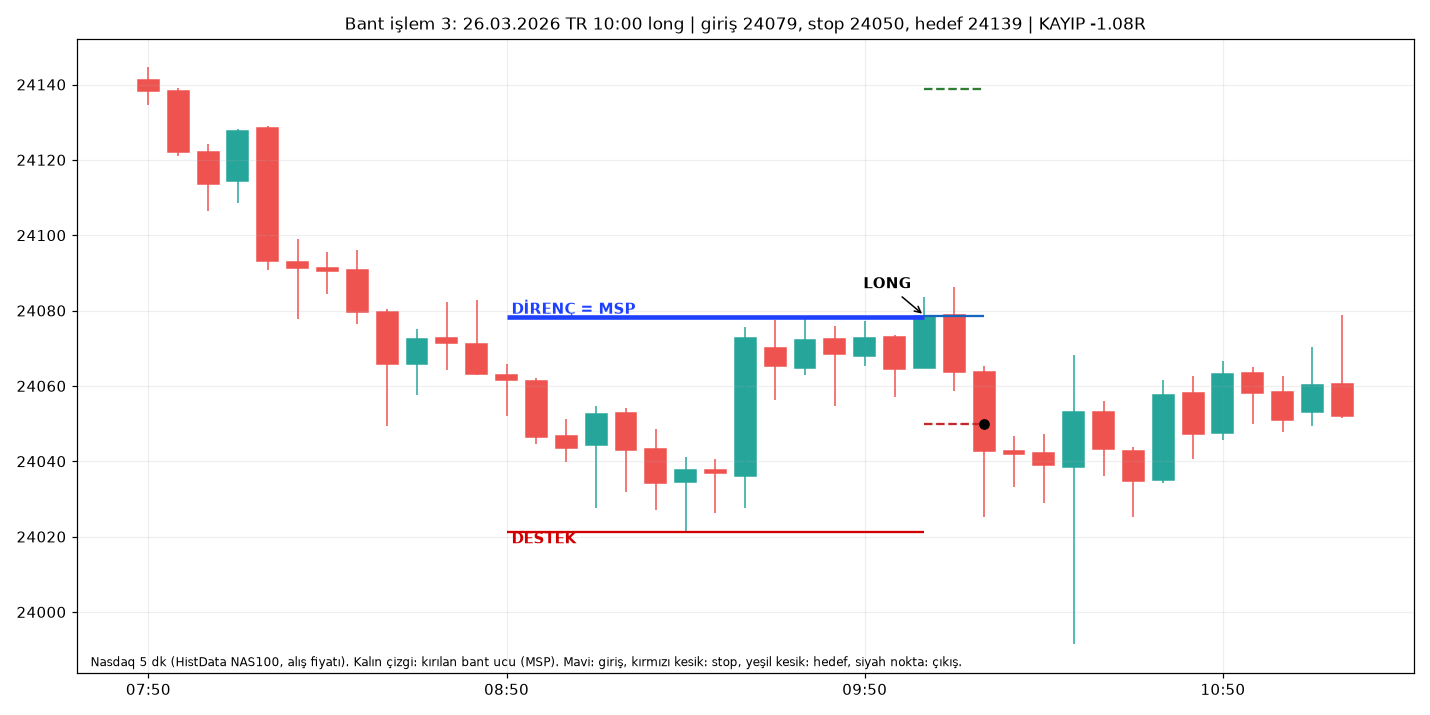 Bant işlem 3: 26.03.2026 TR 10:00 long | giriş 24079, stop 24050, hedef 24139 | KAYIP -1.08R
24140
24120
24100
24080
24060
24040
24020
24000
LONG
DİRENÇ = MSP
DESTEK
Nasdaq 5 dk (HistData NAS100, alış fiyatı). Kalın çizgi: kırılan bant ucu (MSP). Mavi: giriş, kırmızı kesik: stop, yeşil kesik: hedef, siyah nokta: çıkış.
07:50
08:50
09:50
10:50